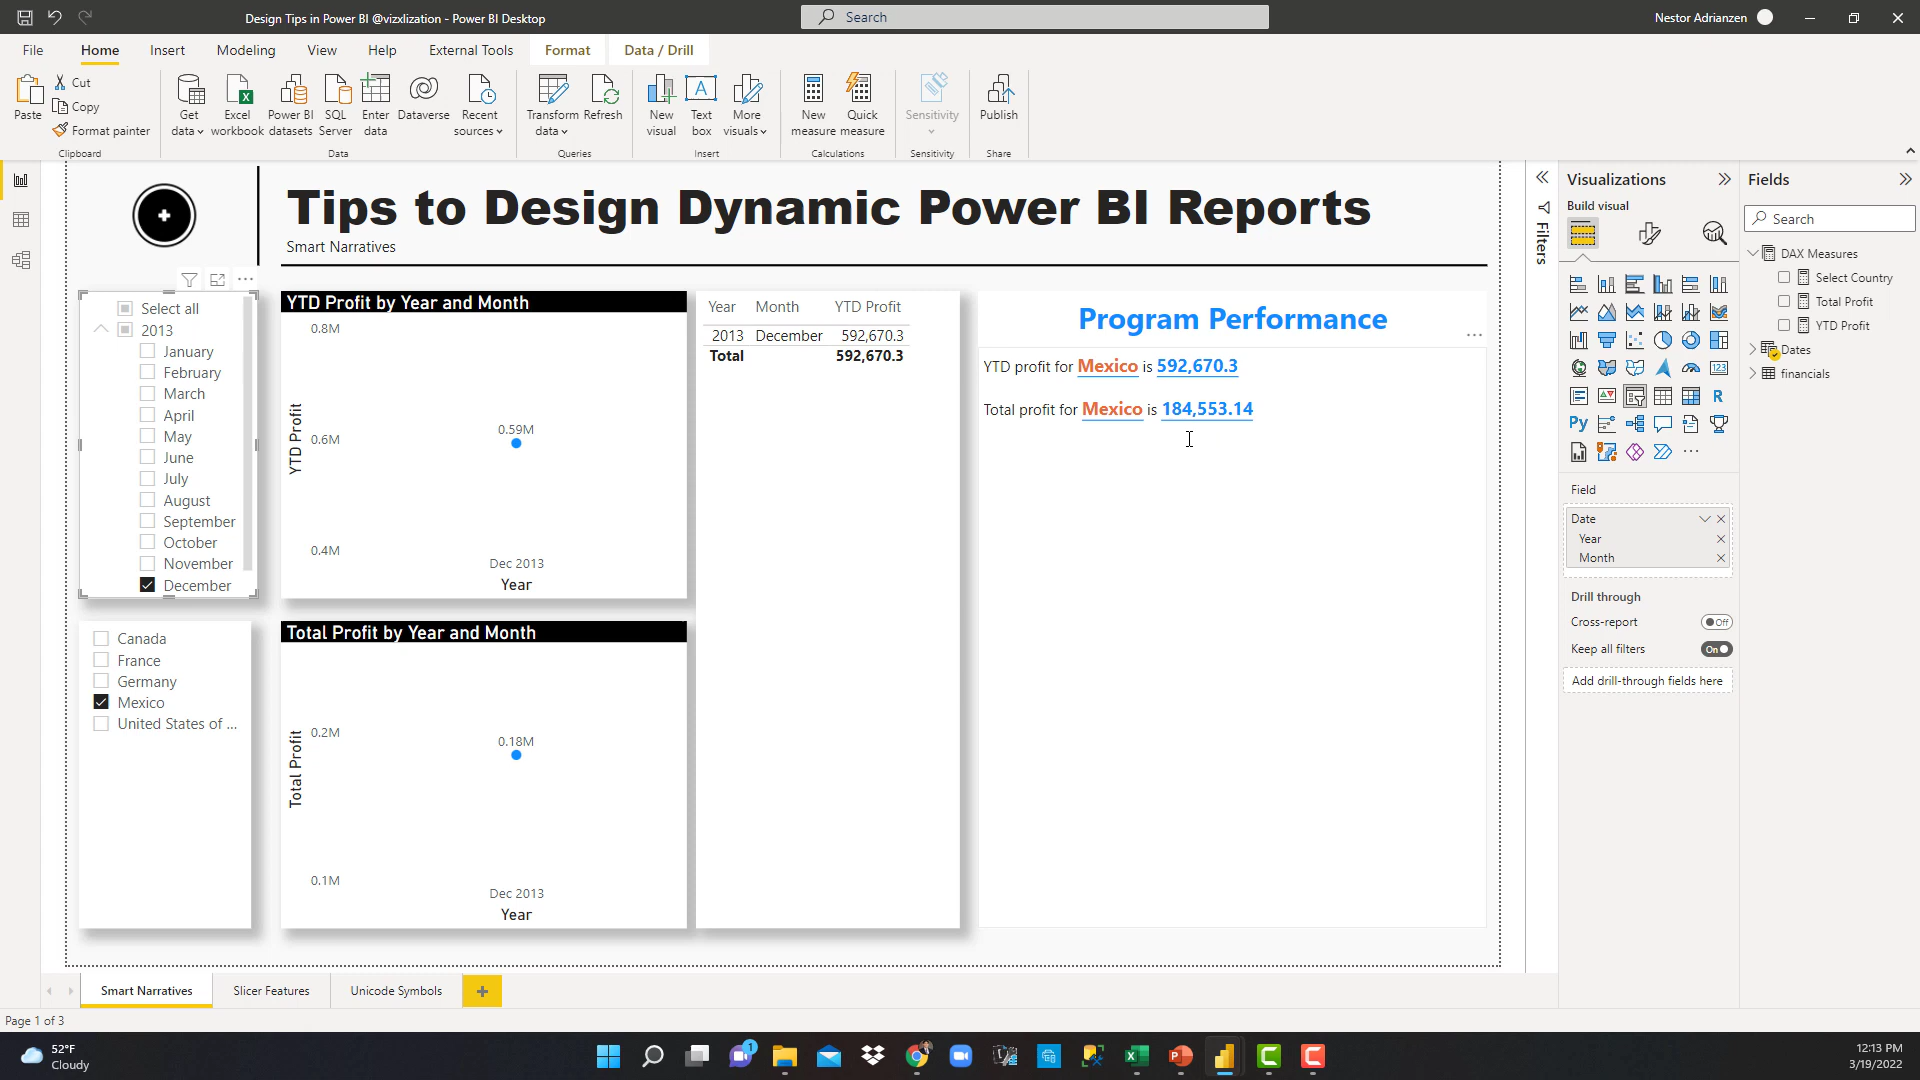 Design Tips in Power BI @vizxlization - Power BI Desktop
Search
Nestor Adrianzen
File
Home
Insert
Modeling
View
Help
External Tools
Format
Data / Drill
Paste
Cut
Copy
Format painter
Clipboard
Get data
Excel workbook
Power BI datasets
SQL Server
Enter data
Dataverse
Recent sources
Data
Transform data
Refresh
Queries
New visual
Text box
More visuals
Insert
New measure
Quick measure
Calculations
Sensitivity
Sensitivity
Publish
Share
Tips to Design Dynamic Power BI Reports
Smart Narratives
Select all
2013
January
February
March
April
May
June
July
August
September
October
November
December
Canada
France
Germany
Mexico
United States of ...
YTD Profit by Year and Month
0.8M
0.6M
0.4M
YTD Profit
0.59M
Dec 2013
Year
Total Profit by Year and Month
0.2M
0.1M
Total Profit
0.18M
Dec 2013
Year
Year Month YTD Profit
2013 December 592,670.3
Total 592,670.3
Program Performance
YTD profit for Mexico is 592,670.3
Total profit for Mexico is 184,553.14
Filters
Visualizations
Build visual
123
R
Py
Field
Date
Year
Month
Drill through
Cross-report
Off
Keep all filters
On
Add drill-through fields here
Fields
Search
DAX Measures
Select Country
Total Profit
YTD Profit
Dates
financials
Smart Narratives
Slicer Features
Unicode Symbols
Page 1 of 3
52°F
Cloudy
1
12:13 PM
3/19/2022